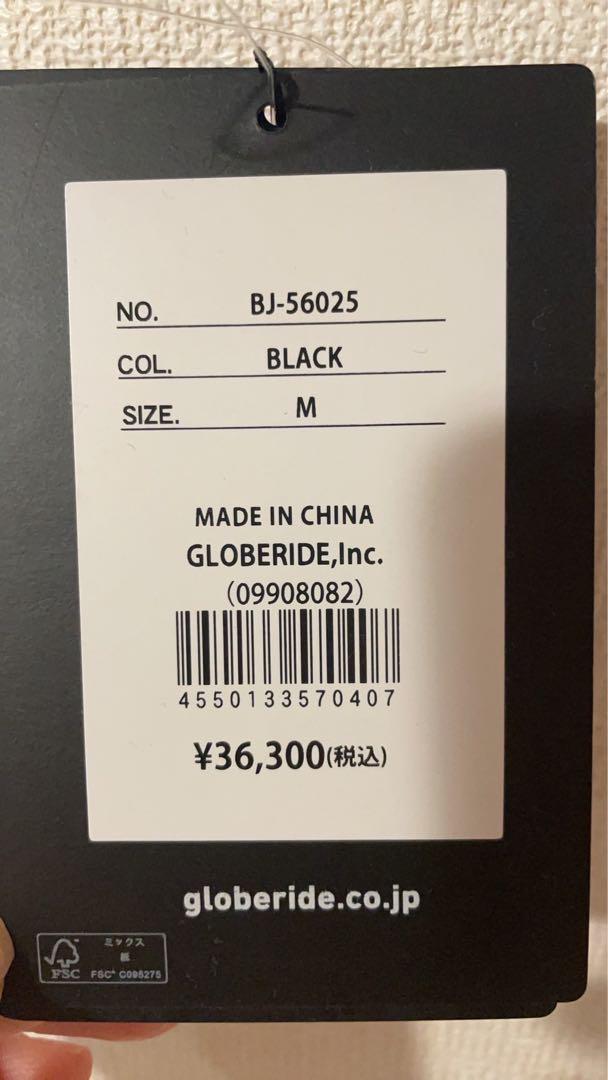 NO. BJ-56025
COL. BLACK
SIZE. M
MADE IN CHINA
GLOBERIDE,Inc.
(09908082)
4550133570407
¥36,300(税込)
globeride.co.jp
ミックス
紙
FSC FSC® C095275